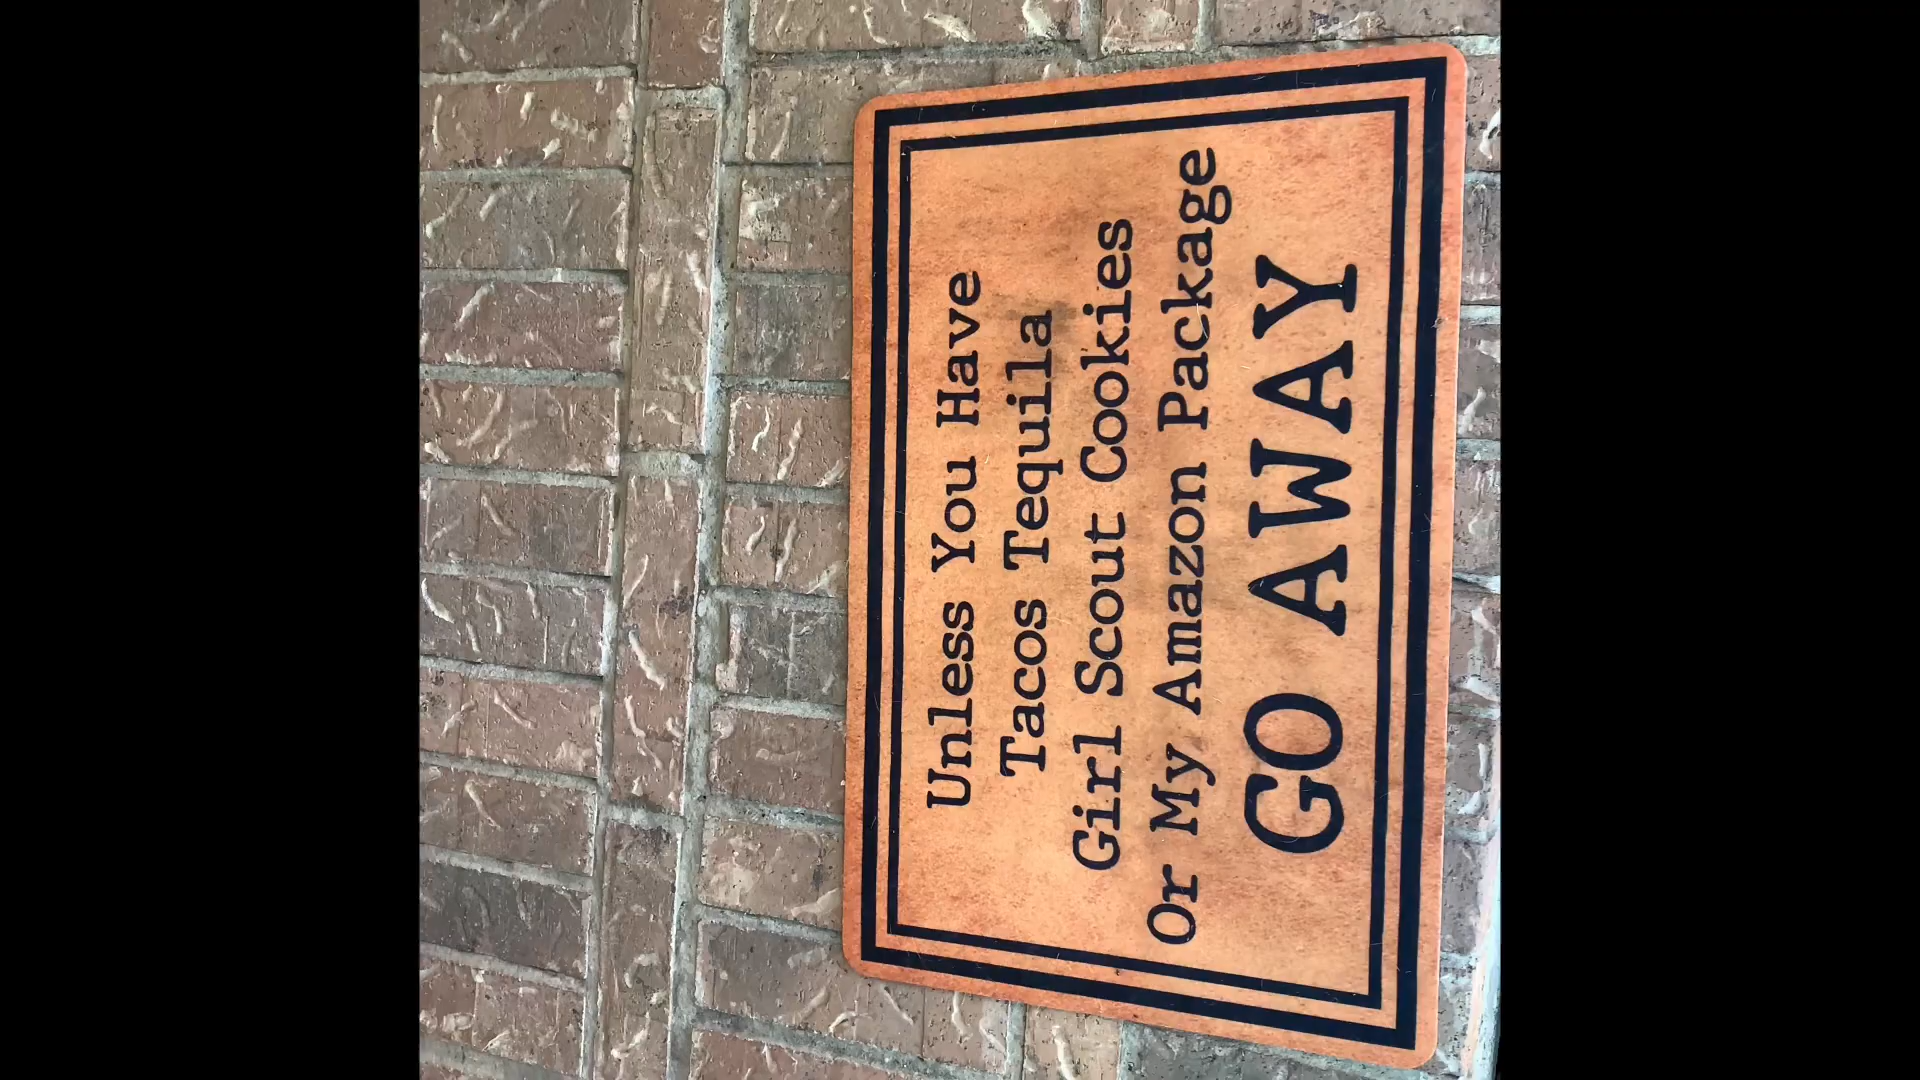 Unless You Have
Tacos Tequila
Girl Scout Cookies
Or My Amazon Package
GO AWAY